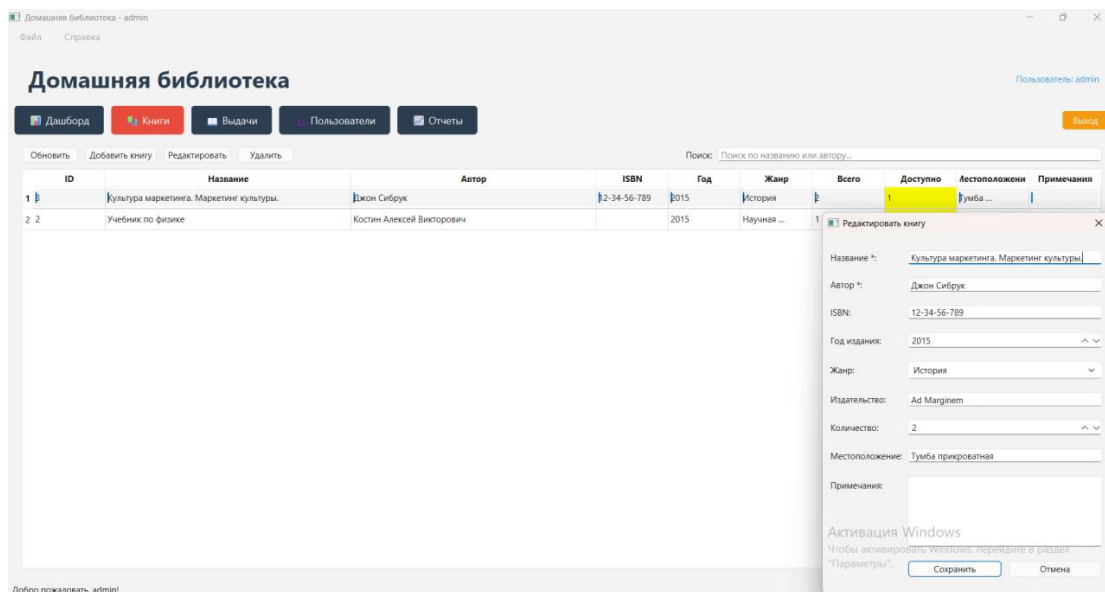 Домашняя библиотека - admin
Файл Справка
Домашняя библиотека
Пользователь: admin
Дашборд Книги Выдачи Пользователи Отчеты Выход
Обновить Добавить книгу Редактировать Удалить Поиск: Поиск по названию или автору...
ID Название Автор ISBN Год Жанр Всего Доступно Местоположени Примечания
1 3 Культура маркетинга. Маркетинг культуры. Джон Сибрук 12-34-56-789 2015 История 2 1 Тумба ...
2 2 Учебник по физике Костин Алексей Викторович 2015 Научная ... 1
Редактировать книгу
Название *: Культура маркетинга. Маркетинг культуры.
Автор *: Джон Сибрук
ISBN: 12-34-56-789
Год издания: 2015
Жанр: История
Издательство: Ad Marginem
Количество: 2
Местоположение: Тумба прикроватная
Примечания:
Активация Windows
Чтобы активировать Windows, перейдите в раздел
"Параметры".
Сохранить Отмена
Добро пожаловать, admin!